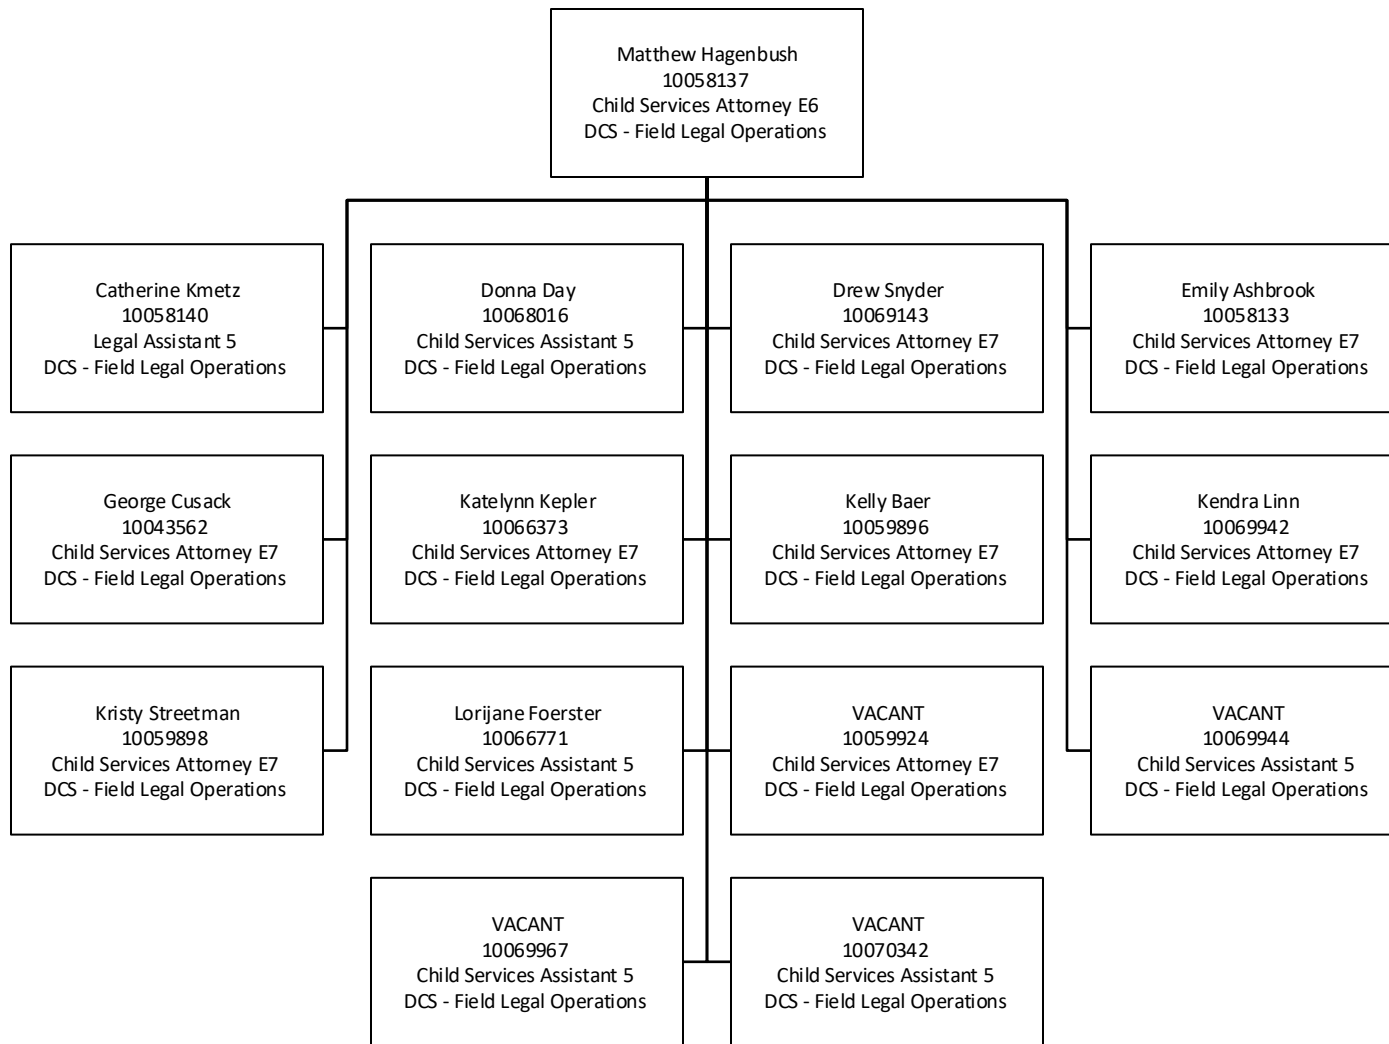 Matthew Hagenbush
10058137
Child Services Attorney E6
DCS - Field Legal Operations
Catherine Kmetz
10058140
Legal Assistant 5
DCS - Field Legal Operations
Donna Day
10068016
Child Services Assistant 5
DCS - Field Legal Operations
Drew Snyder
10069143
Child Services Attorney E7
DCS - Field Legal Operations
Emily Ashbrook
10058133
Child Services Attorney E7
DCS - Field Legal Operations
George Cusack
10043562
Child Services Attorney E7
DCS - Field Legal Operations
Katelynn Kepler
10066373
Child Services Attorney E7
DCS - Field Legal Operations
Kelly Baer
10059896
Child Services Attorney E7
DCS - Field Legal Operations
Kendra Linn
10069942
Child Services Attorney E7
DCS - Field Legal Operations
Kristy Streetman
10059898
Child Services Attorney E7
DCS - Field Legal Operations
Lorijane Foerster
10066771
Child Services Assistant 5
DCS - Field Legal Operations
VACANT
10059924
Child Services Attorney E7
DCS - Field Legal Operations
VACANT
10069944
Child Services Assistant 5
DCS - Field Legal Operations
VACANT
10069967
Child Services Assistant 5
DCS - Field Legal Operations
VACANT
10070342
Child Services Assistant 5
DCS - Field Legal Operations